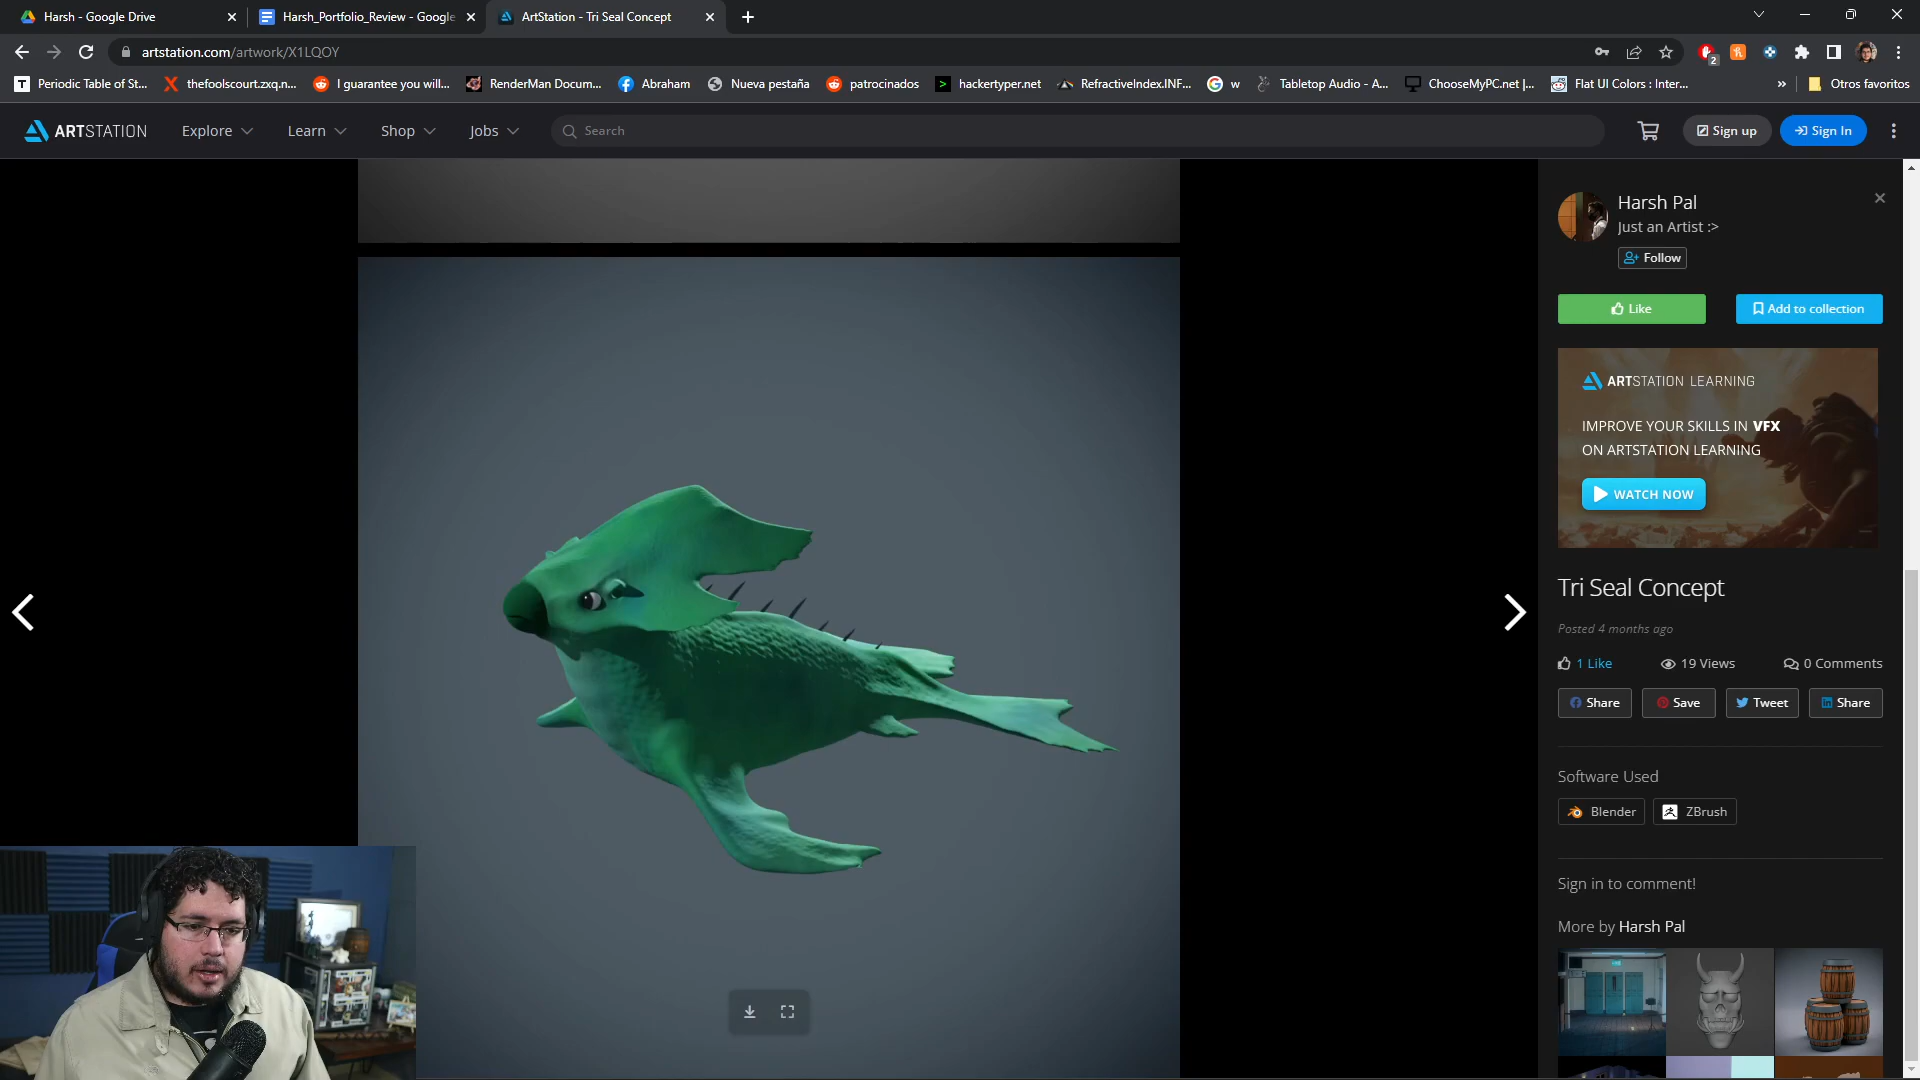 Harsh - Google Drive
Harsh_Portfolio_Review - Google
ArtStation - Tri Seal Concept
artstation.com/artwork/X1LQOY
2
Periodic Table of St...
thefoolscourt.zxq.n...
I guarantee you will...
RenderMan Docum...
Abraham
Nueva pestaña
patrocinados
hackertyper.net
RefractiveIndex.INF...
w
Tabletop Audio - A...
ChooseMyPC.net |...
Flat UI Colors : Inter...
»
Otros favoritos
ARTSTATION
Explore
Learn
Shop
Jobs
Search
Sign up
Sign In
Harsh Pal
Just an Artist :>
Follow
Like
Add to collection
ARTSTATION LEARNING
IMPROVE YOUR SKILLS IN VFX
ON ARTSTATION LEARNING
WATCH NOW
Tri Seal Concept
Posted 4 months ago
1 Like
19 Views
0 Comments
Share
Save
Tweet
Share
Software Used
Blender
ZBrush
Sign in to comment!
More by Harsh Pal